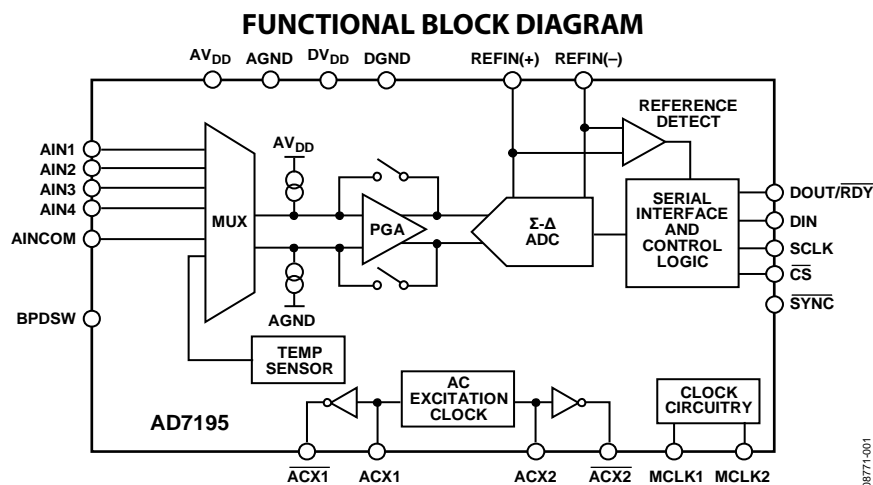 FUNCTIONAL BLOCK DIAGRAM
AVDD AGND DVDD DGND REFIN(+) REFIN(–)
REFERENCE
DETECT
AIN1
AIN2
AIN3
AIN4
AINCOM
BPDSW
MUX
AVDD
AGND
PGA
Σ-Δ
ADC
SERIAL
INTERFACE
AND
CONTROL
LOGIC
DOUT/RDY
DIN
SCLK
CS
SYNC
TEMP
SENSOR
AC
EXCITATION
CLOCK
CLOCK
CIRCUITRY
AD7195
ACX1 ACX1 ACX2 ACX2 MCLK1 MCLK2
08771-001